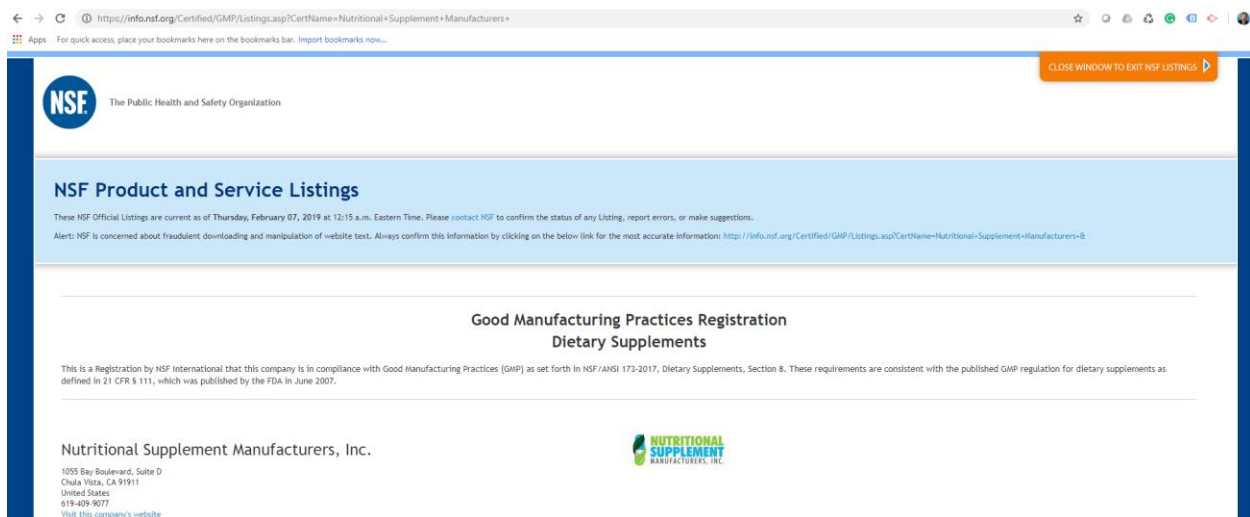 https://info.nsf.org/Certified/GMP/Listings.asp?CertName=Nutritional+Supplement+Manufacturers+
Apps For quick access, place your bookmarks here on the bookmarks bar. Import bookmarks now...
CLOSE WINDOW TO EXIT NSF LISTINGS
NSF. The Public Health and Safety Organization
NSF Product and Service Listings
These NSF Official Listings are current as of Thursday, February 07, 2019 at 12:15 a.m. Eastern Time. Please contact NSF to confirm the status of any Listing, report errors, or make suggestions.
Alert: NSF is concerned about fraudulent downloading and manipulation of website text. Always confirm this information by clicking on the below link for the most accurate information: http://info.nsf.org/Certified/GMP/Listings.asp?CertName=Nutritional+Supplement+Manufacturers+&
Good Manufacturing Practices Registration
Dietary Supplements
This is a Registration by NSF International that this company is in compliance with Good Manufacturing Practices (GMP) as set forth in NSF/ANSI 173-2017, Dietary Supplements, Section 8. These requirements are consistent with the published GMP regulation for dietary supplements as
defined in 21 CFR § 111, which was published by the FDA in June 2007.
Nutritional Supplement Manufacturers, Inc.
NUTRITIONAL
SUPPLEMENT
MANUFACTURERS, INC.
1055 Bay Boulevard, Suite D
Chula Vista, CA 91911
United States
619-409-9077
Visit this company's website